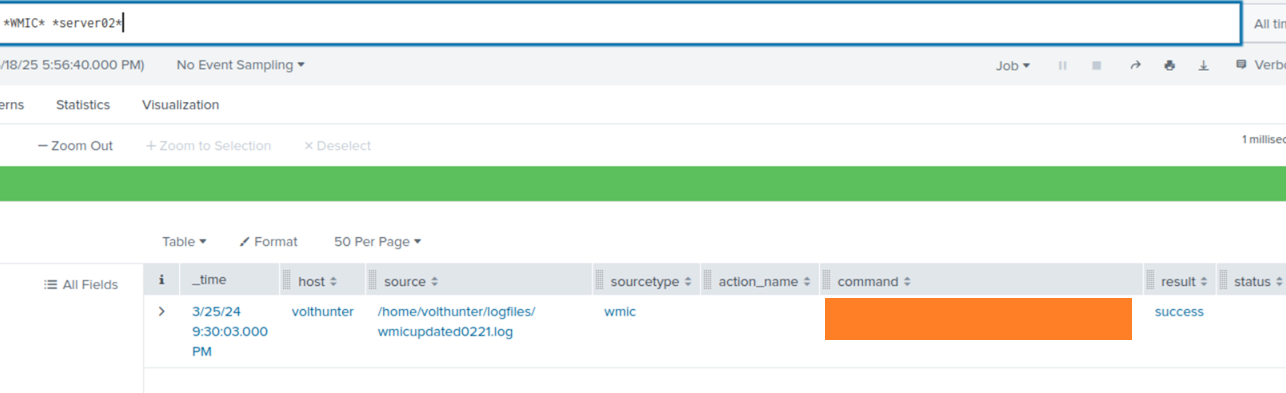 *WMIC* *server02*
All tin
/18/25 5:56:40.000 PM) No Event Sampling Job Verbo
erns Statistics Visualization
— Zoom Out + Zoom to Selection × Deselect
1 millisec
Table Format 50 Per Page
All Fields
i _time host source sourcetype action_name command result status
> 3/25/24 volthunter /home/volthunter/logfiles/ wmic success
9:30:03.000 wmicupdated0221.log
PM